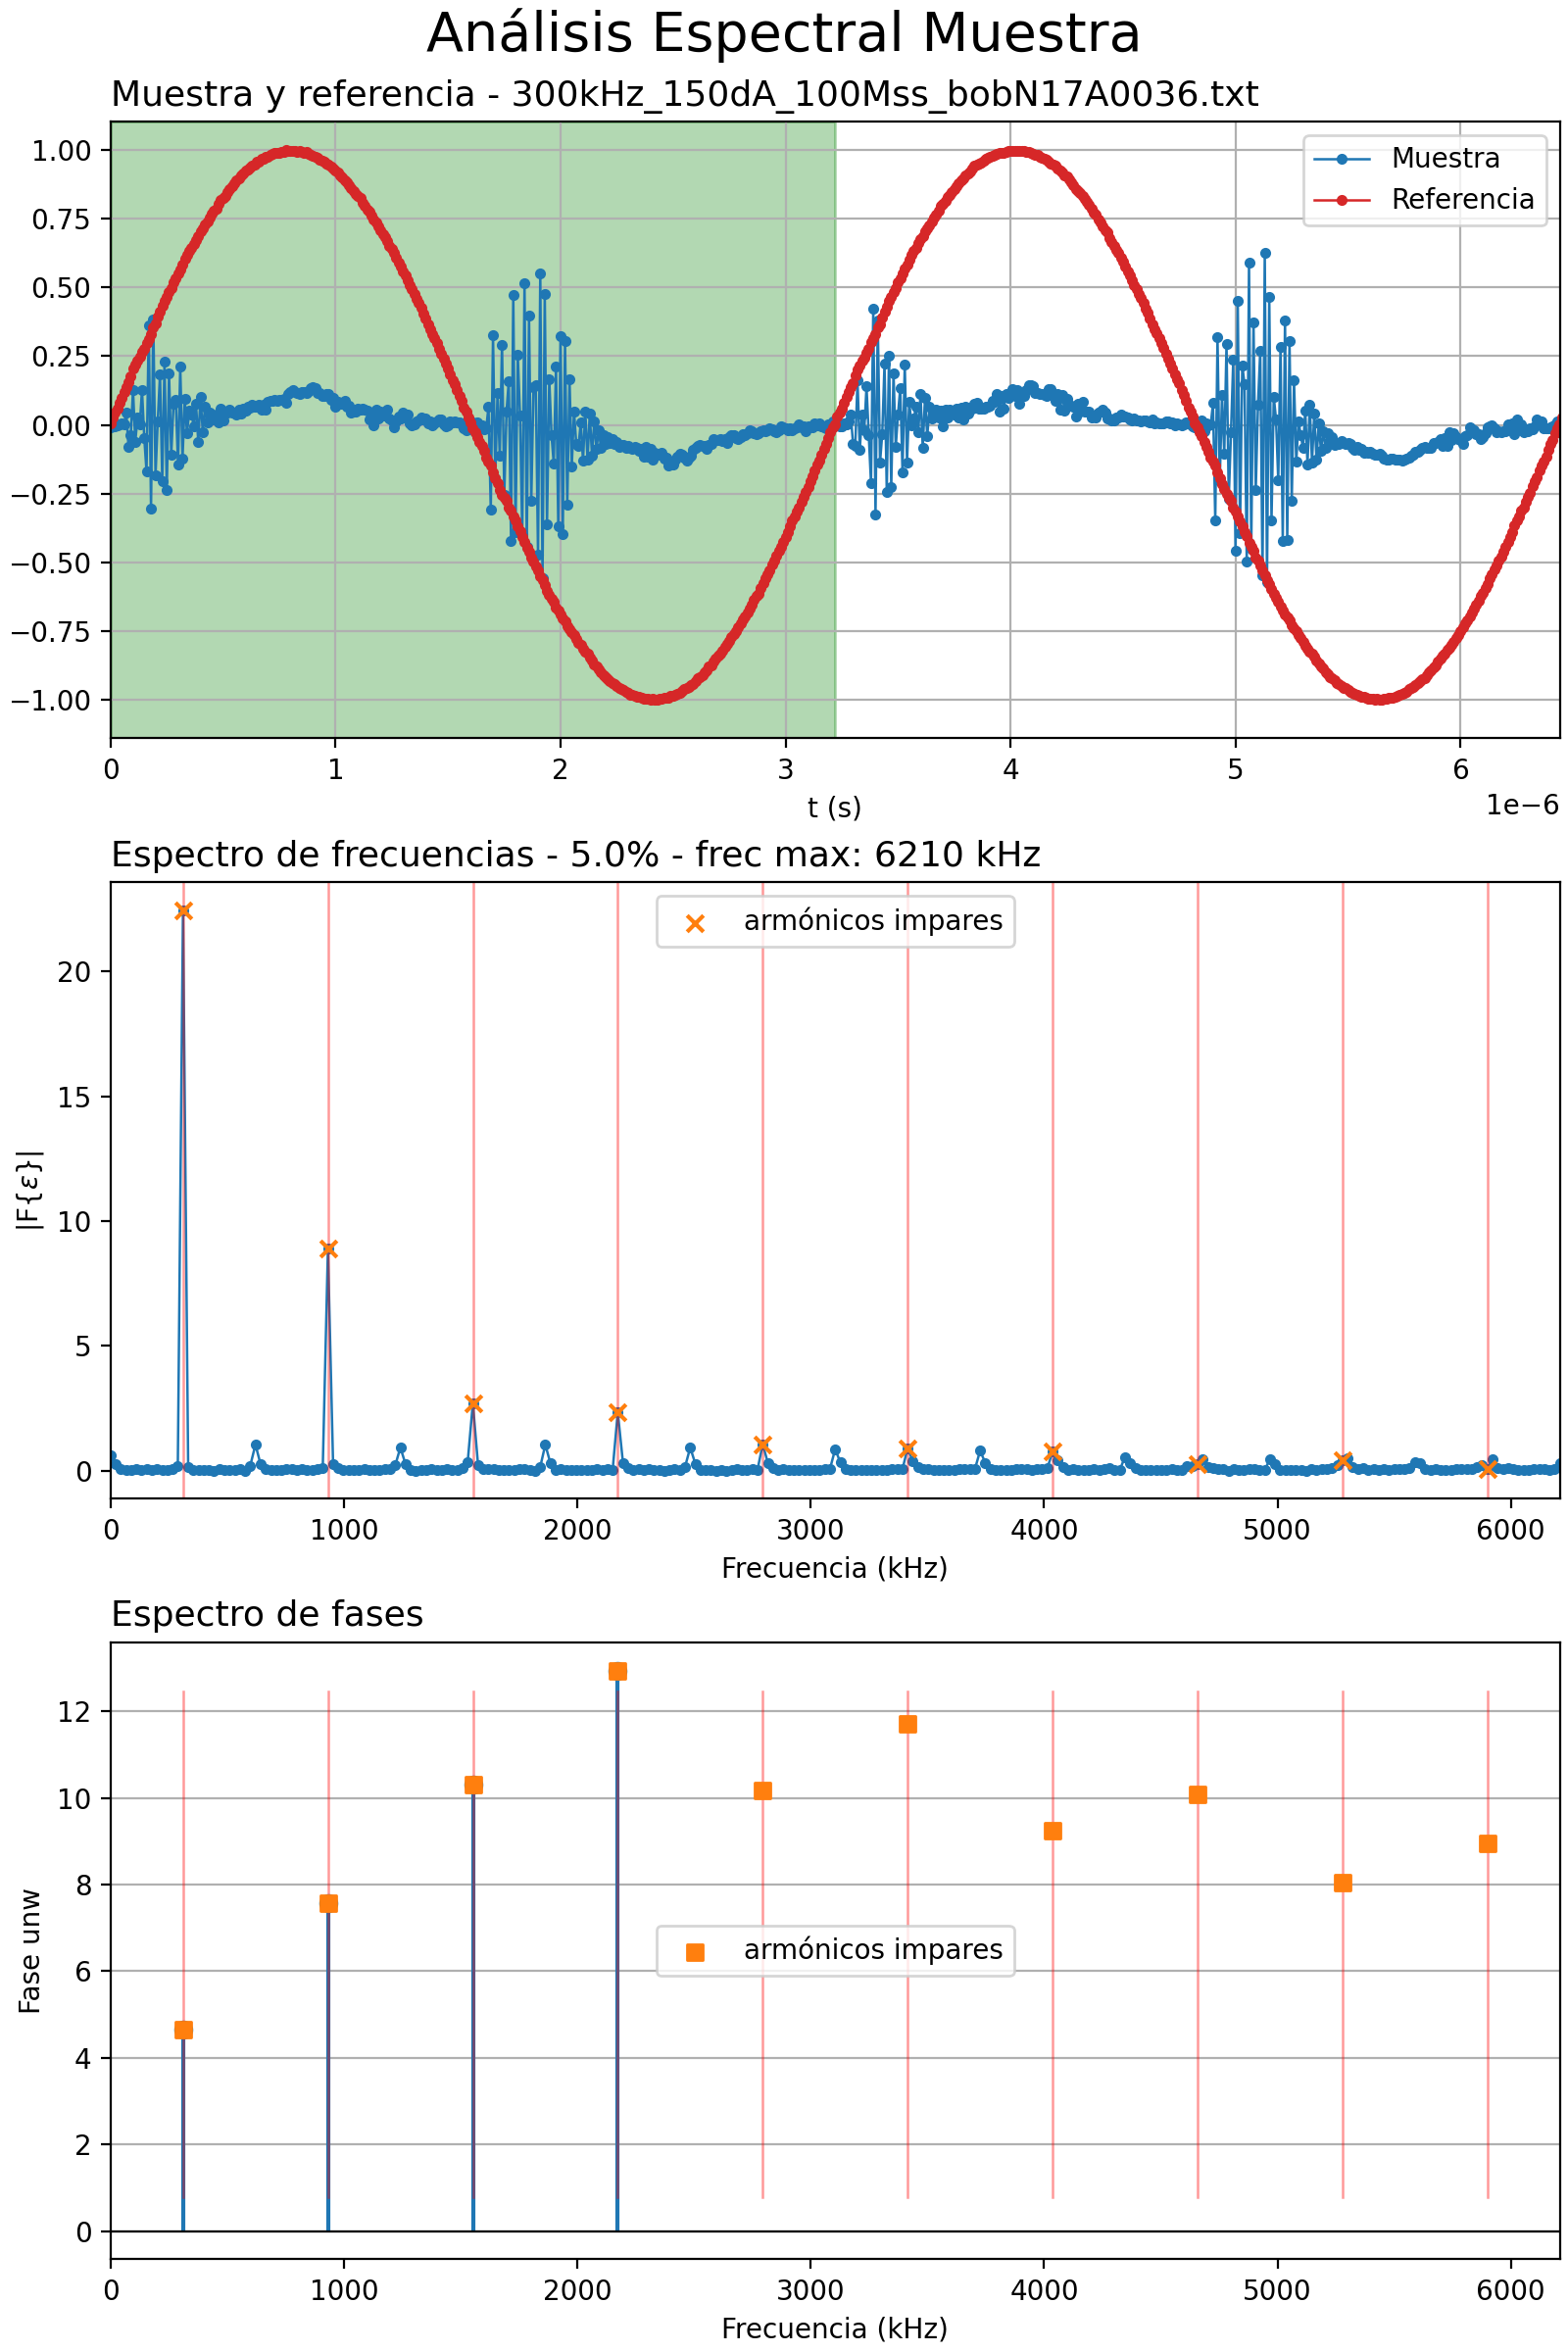 Análisis Espectral Muestra
Muestra y referencia - 300kHz_150dA_100Mss_bobN17A0036.txt
1.00
0.75
0.50
0.25
0.00
−0.25
−0.50
−0.75
−1.00
Muestra
Referencia
0 1 2 3 4 5 6
1e−6
t (s)
Espectro de frecuencias - 5.0% - frec max: 6210 kHz
armónicos impares
20
15
10
5
0
|F{ε}|
0 1000 2000 3000 4000 5000 6000
Frecuencia (kHz)
Espectro de fases
12
10
8
6
4
2
0
Fase unw
armónicos impares
0 1000 2000 3000 4000 5000 6000
Frecuencia (kHz)